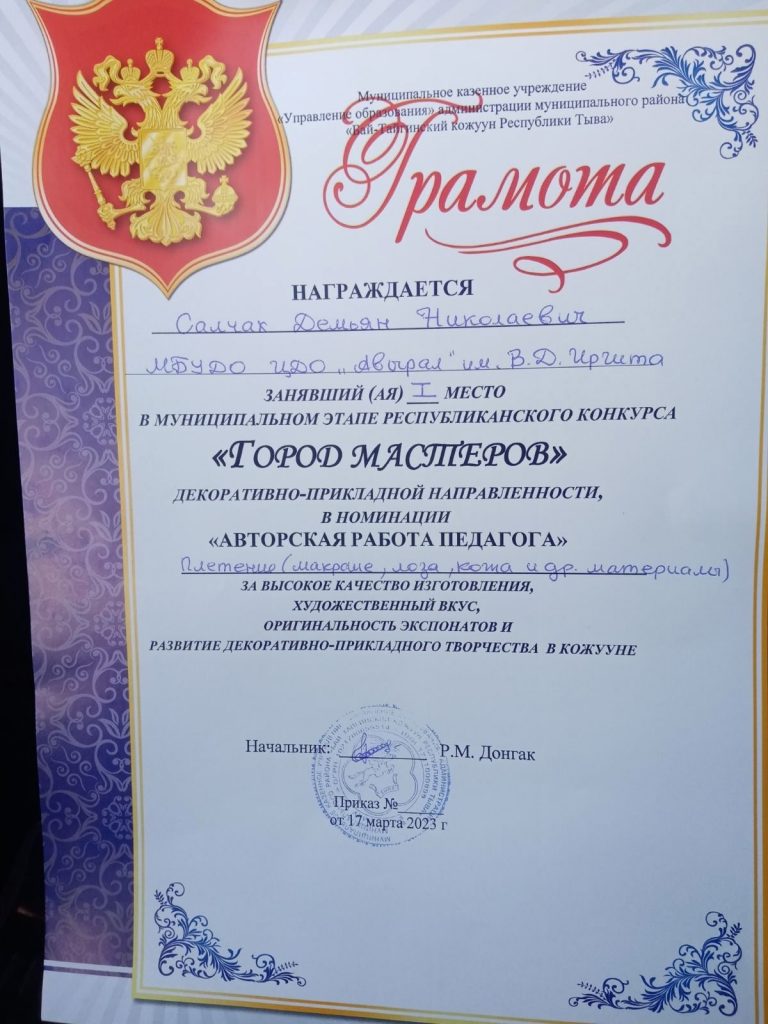 Муниципальное казенное учреждение
«Управление образования» администрации муниципального района
«Бай-Тайгинский кожуун Республики Тыва»
Грамота
НАГРАЖДАЕТСЯ
Салчак Демьян Николаевич
МБУДО ЦДО „Авырал" им. В.Д. Иргита
ЗАНЯВШИЙ (АЯ) I МЕСТО
В МУНИЦИПАЛЬНОМ ЭТАПЕ РЕСПУБЛИКАНСКОГО КОНКУРСА
«ГОРОД МАСТЕРОВ»
ДЕКОРАТИВНО-ПРИКЛАДНОЙ НАПРАВЛЕННОСТИ,
В НОМИНАЦИИ
«АВТОРСКАЯ РАБОТА ПЕДАГОГА»
Плетение (макраме, лоза, кожа и др. материалы)
ЗА ВЫСОКОЕ КАЧЕСТВО ИЗГОТОВЛЕНИЯ,
ХУДОЖЕСТВЕННЫЙ ВКУС,
ОРИГИНАЛЬНОСТЬ ЭКСПОНАТОВ И
РАЗВИТИЕ ДЕКОРАТИВНО-ПРИКЛАДНОГО ТВОРЧЕСТВА В КОЖУУНЕ
Начальник: Р.М. Донгак
Приказ №
от 17 марта 2023 г